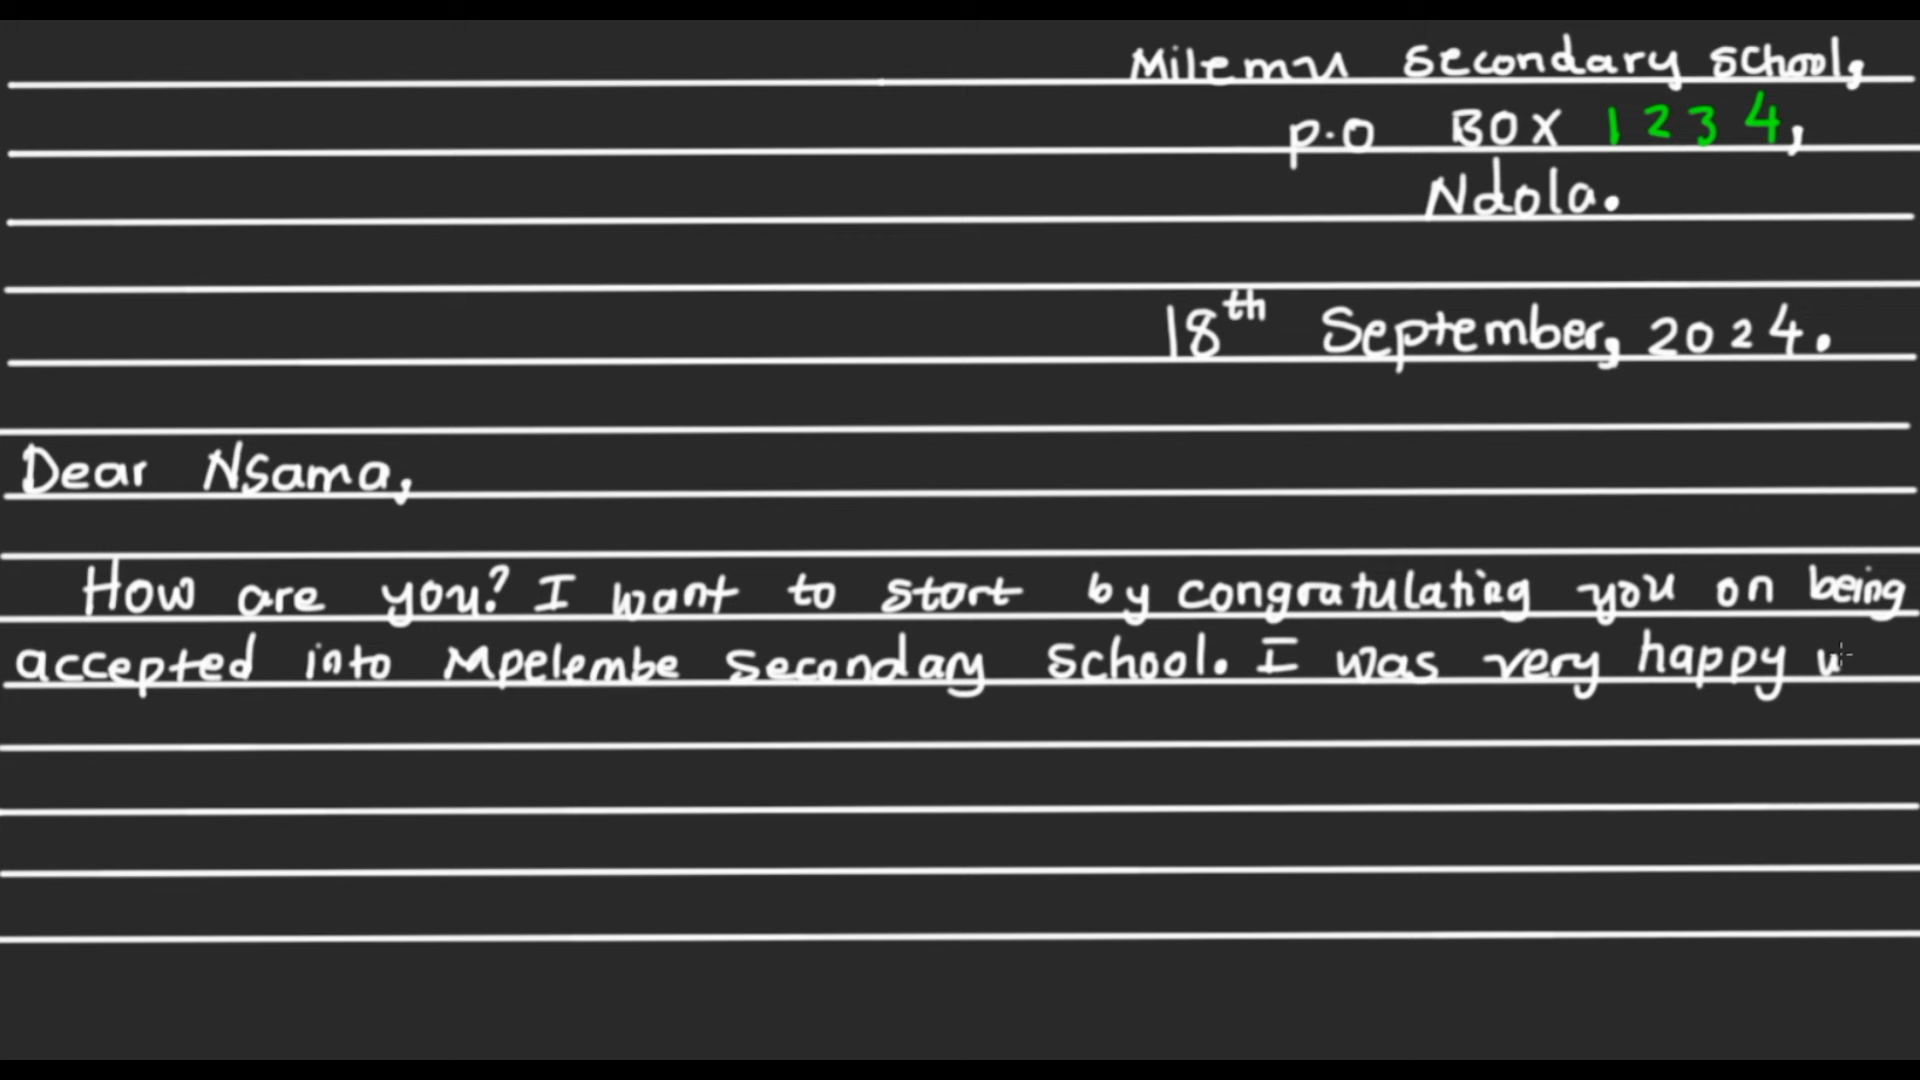 Milemu secondary school,
p.o BOX 1234,
Ndola.
18th September, 2024.
Dear Nsama,
How are you? I want to start by congratulating you on being
accepted into Mpelembe secondary school. I was very happy